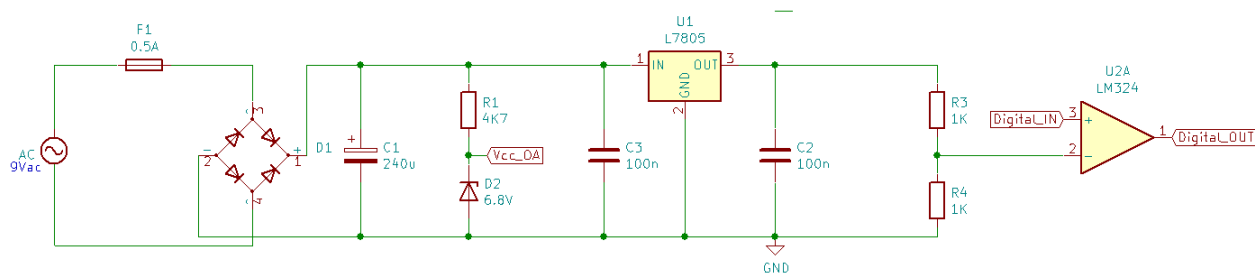 F1
0.5A
AC
9Vac
3
2
-
+
1
4
D1
+
C1
240u
R1
4K7
Vcc_OA
D2
6.8V
C3
100n
U1
L7805
1
IN
OUT
3
GND
2
C2
100n
GND
R3
1K
R4
1K
U2A
LM324
Digital_IN
3
+
2
-
1
Digital_OUT